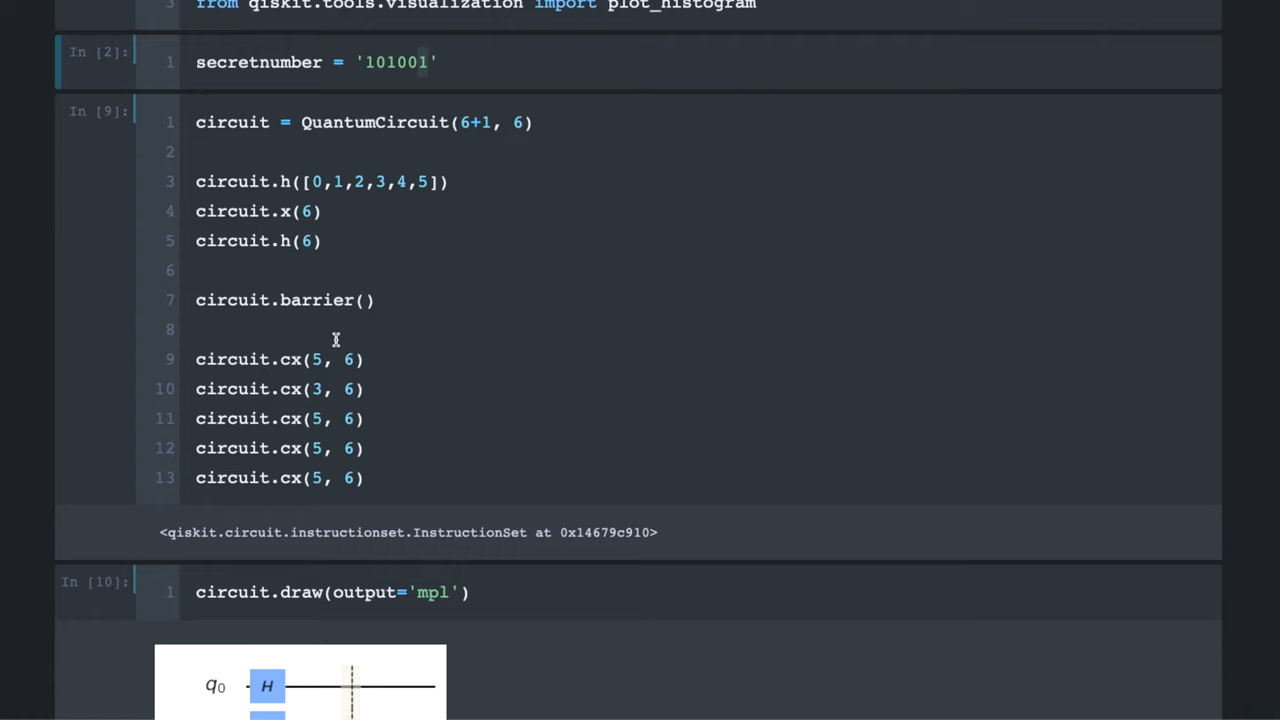 3 from qiskit.tools.visualization import plot_histogram
In [2]:
1 secretnumber = '101001'
In [9]:
1 circuit = QuantumCircuit(6+1, 6)
2
3 circuit.h([0,1,2,3,4,5])
4 circuit.x(6)
5 circuit.h(6)
6
7 circuit.barrier()
8
9 circuit.cx(5, 6)
10 circuit.cx(3, 6)
11 circuit.cx(5, 6)
12 circuit.cx(5, 6)
13 circuit.cx(5, 6)
<qiskit.circuit.instructionset.InstructionSet at 0x14679c910>
In [10]:
1 circuit.draw(output='mpl')
q0 H